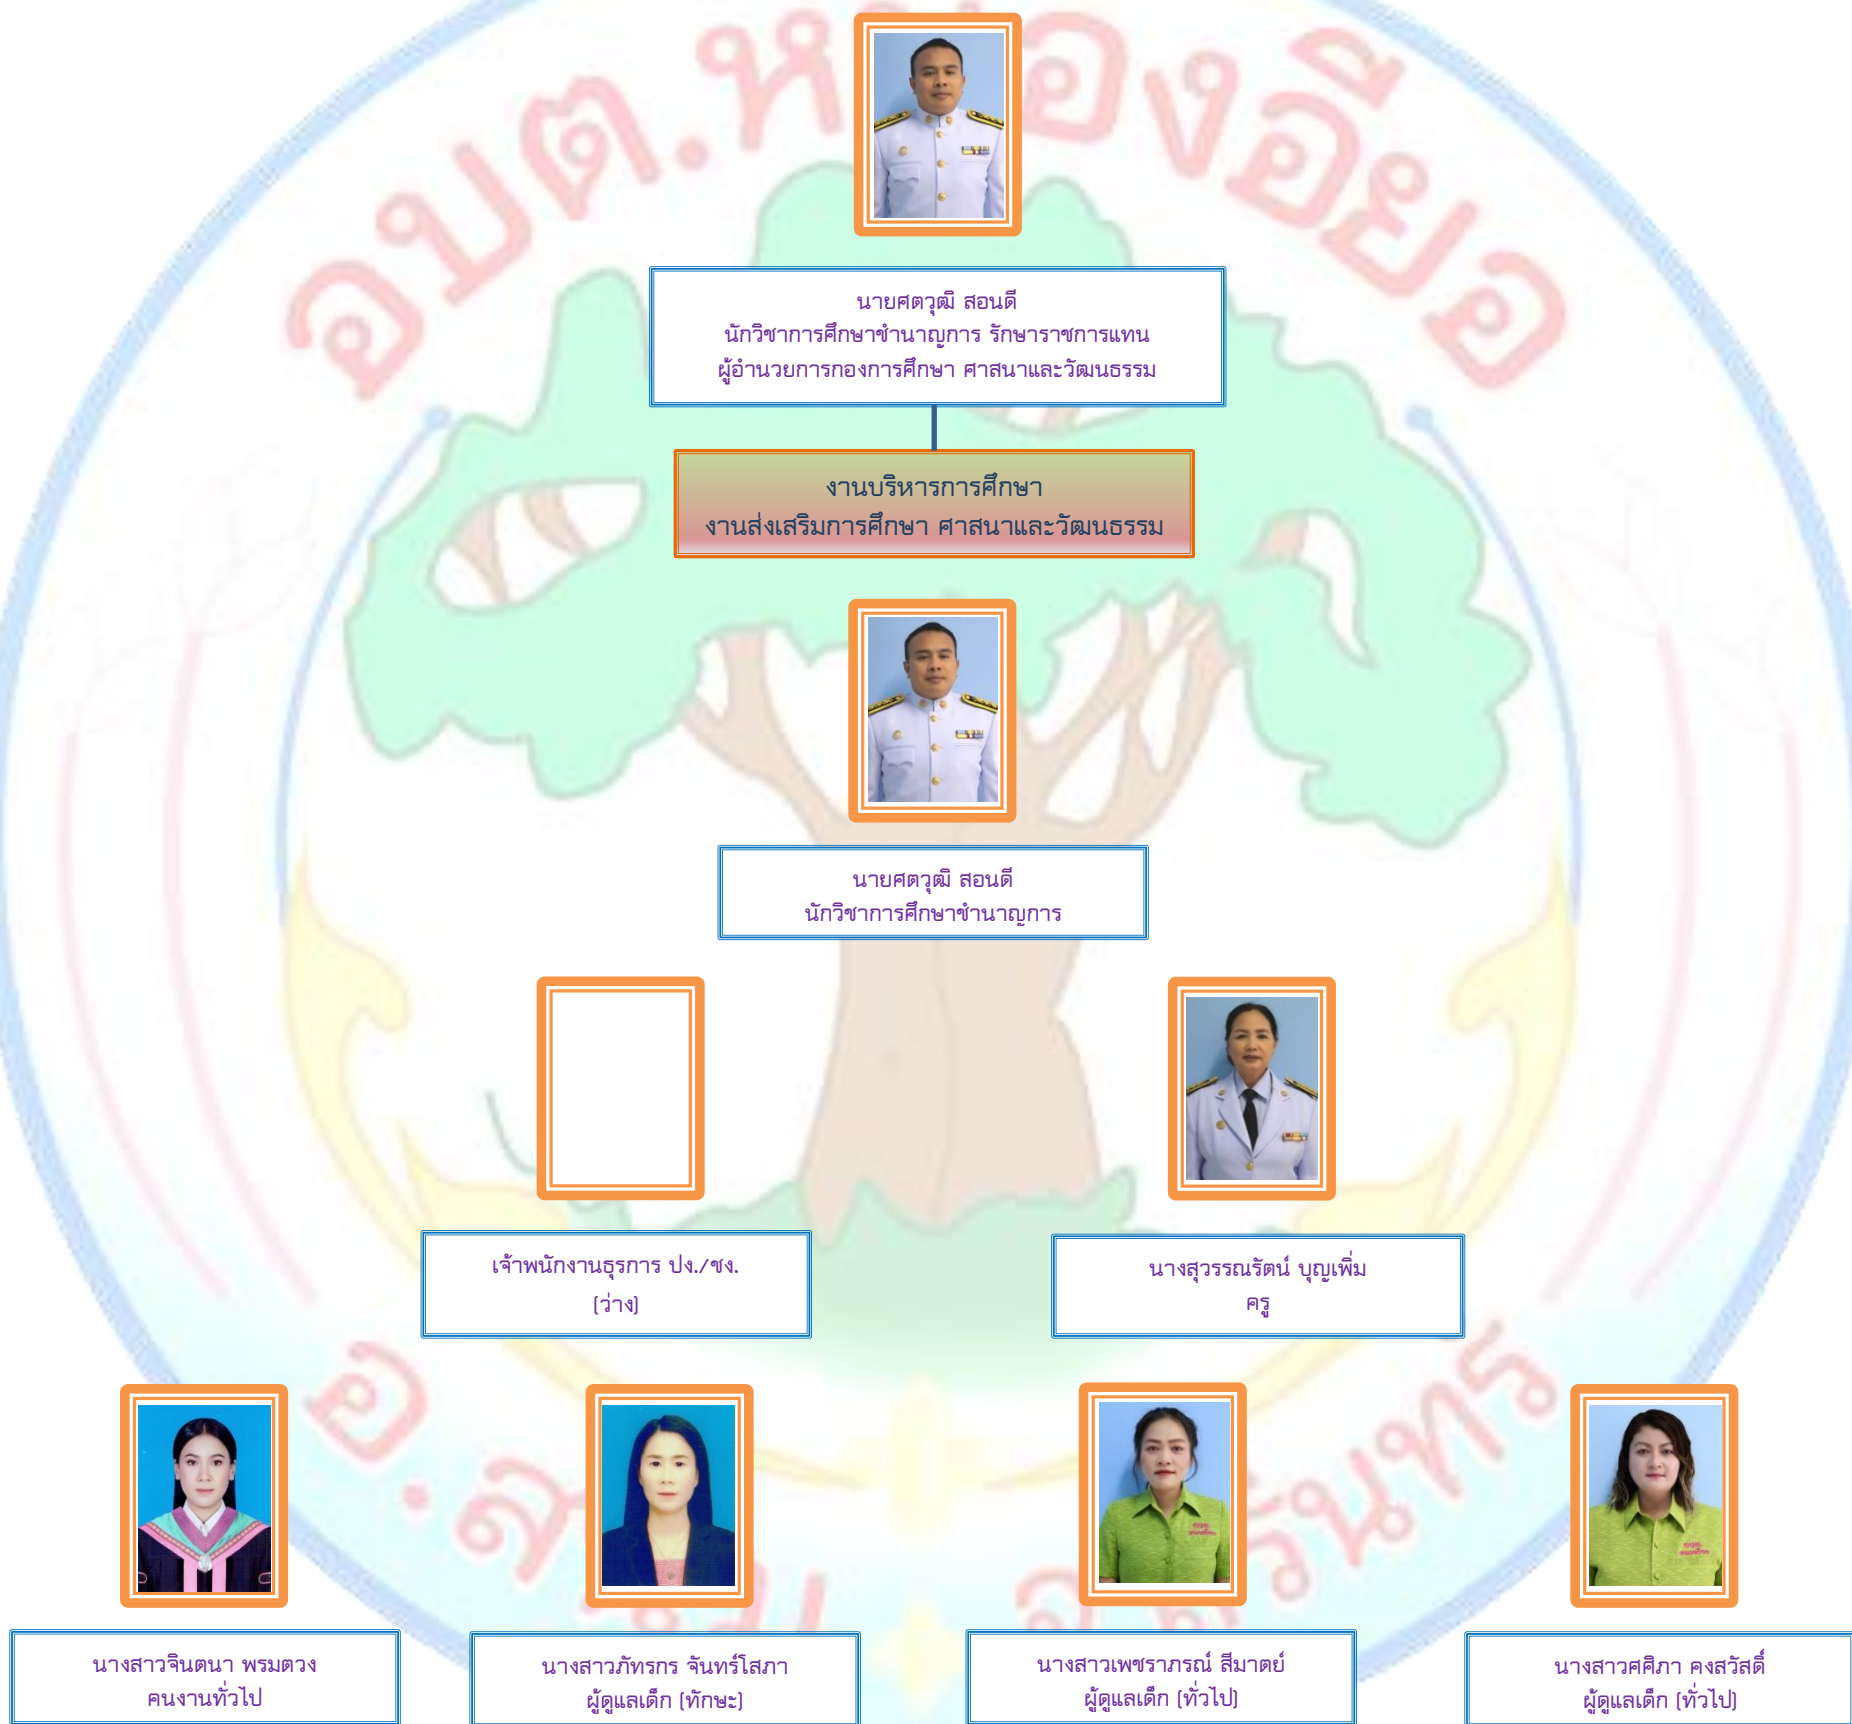 อบต.หนองอียอ
นายศตวุฒิ สอนดี
นักวิชาการศึกษาชำนาญการ รักษาราชการแทน
ผู้อำนวยการกองการศึกษา ศาสนาและวัฒนธรรม
งานบริหารการศึกษา
งานส่งเสริมการศึกษา ศาสนาและวัฒนธรรม
นายศตวุฒิ สอนดี
นักวิชาการศึกษาชำนาญการ
เจ้าพนักงานธุรการ ปง./ชง.
(ว่าง)
นางสุวรรณรัตน์ บุญเพิ่ม
ครู
นางสาวจินตนา พรมตวง
คนงานทั่วไป
นางสาวภัทรกร จันทร์โสภา
ผู้ดูแลเด็ก (ทักษะ)
นางสาวเพชราภรณ์ สีมาตย์
ผู้ดูแลเด็ก (ทั่วไป)
นางสาวศศิภา คงสวัสดิ์
ผู้ดูแลเด็ก (ทั่วไป)